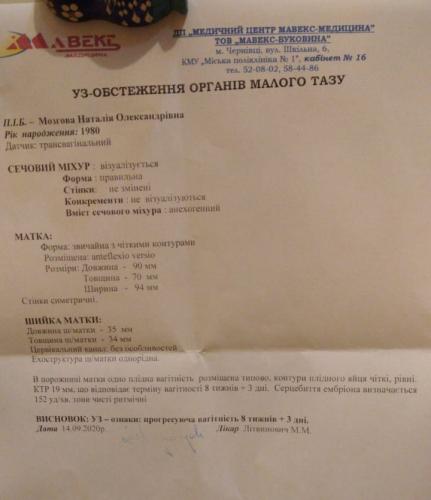 МАВЕКС
МЕДИЦИНА
ДП „МЕДИЧНИЙ ЦЕНТР МАВЕКС-МЕДИЦИНА"
ТОВ „МАВЕКС-БУКОВИНА"
м. Чернівці, вул. Шкільна, 6,
КМУ „Міська поліклініка № 1", кабінет № 16
тел. 52-08-02, 58-44-86
УЗ-ОБСТЕЖЕННЯ ОРГАНІВ МАЛОГО ТАЗУ
П.І.Б. – Мозгова Наталія Олександрівна
Рік народження: 1980
Датчик: трансвагінальний
СЕЧОВИЙ МІХУР : візуалізується
Форма : правильна
Стінки: не змінені
Конкременти : не візуалізуються
Вміст сечового міхура : анехогенний
МАТКА:
Форма: звичайна з чіткими контурами
Розміщена: anteflexio versio
Розміри: Довжина - 90 мм
Товщина - 70 мм
Ширина - 94 мм
Стінки симетричні.
ШИЙКА МАТКИ:
Довжина ш/матки - 35 мм
Товщина ш/матки - 34 мм
Цервікальний канал: без особливостей
Ехоструктура ш/матки однорідна.
В порожнині матки одно плідна вагітність розміщена типово, контури плідного яйця чіткі, рівні.
КТР 19 мм, що відповідає терміну вагітності 8 тижнів + 3 дні. Серцебиття ембріона визначається
152 уд/хв. тони чисті ритмічні
ВИСНОВОК: УЗ – ознаки: прогресуюча вагітність 8 тижнів + 3 дні.
Дата 14.09.2020р. Лікар Літвинович М.М.